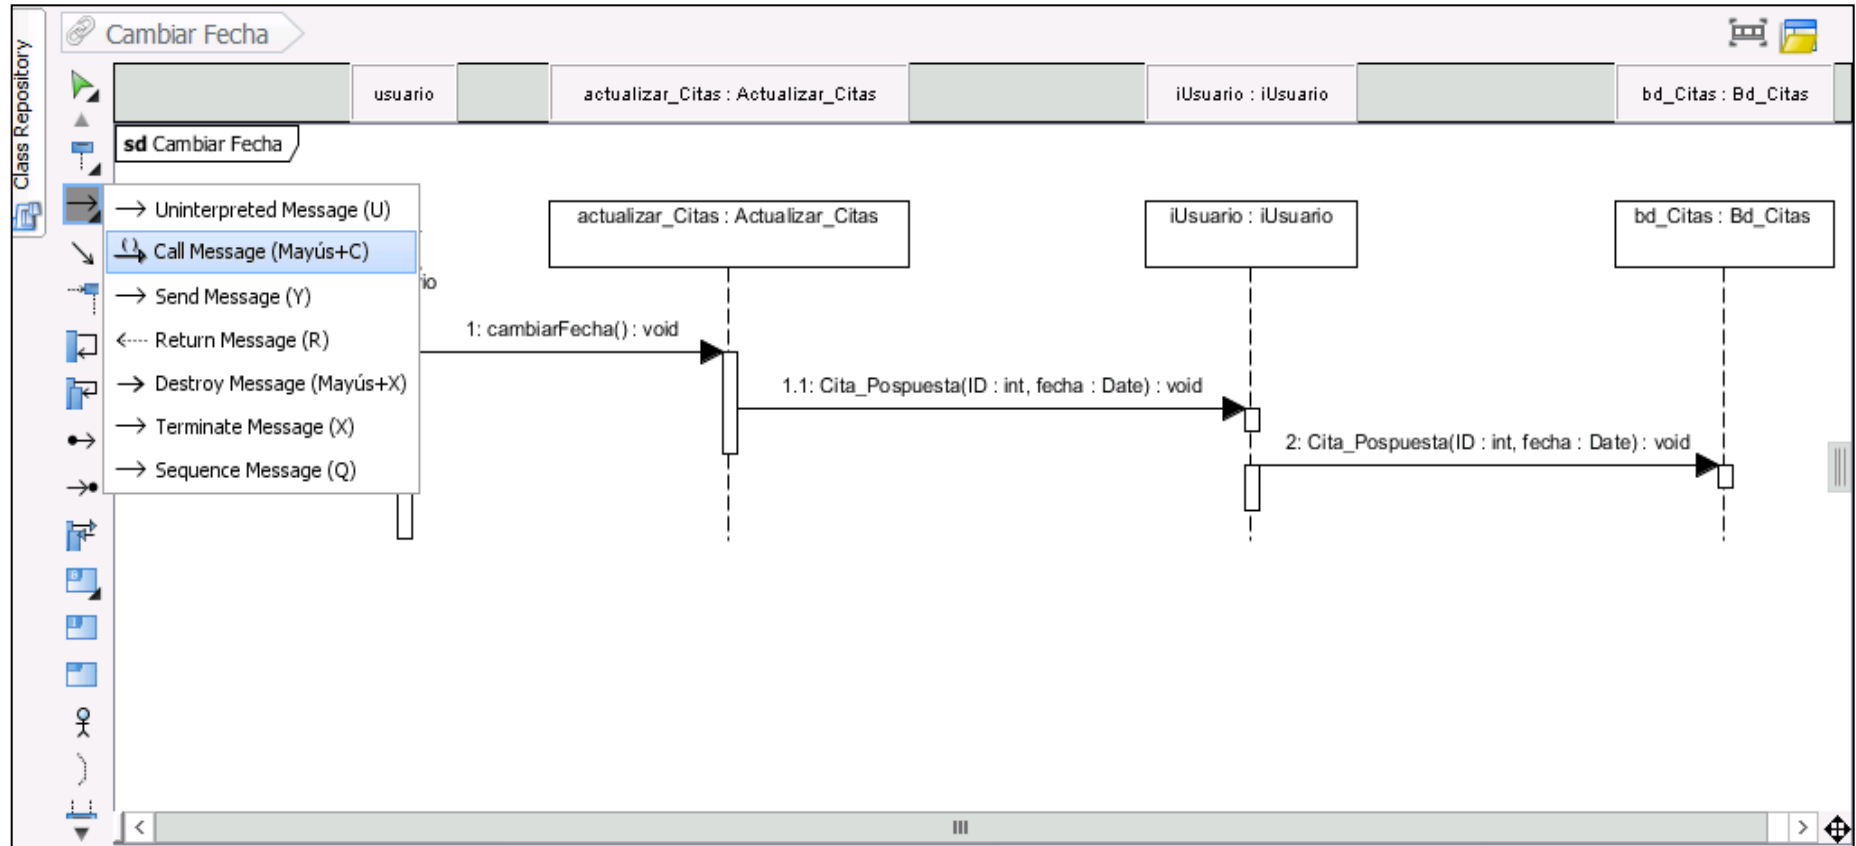 Class Repository
Cambiar Fecha
usuario
actualizar_Citas : Actualizar_Citas
iUsuario : iUsuario
bd_Citas : Bd_Citas
sd Cambiar Fecha
Uninterpreted Message (U)
Call Message (Mayús+C)
Send Message (Y)
Return Message (R)
Destroy Message (Mayús+X)
Terminate Message (X)
Sequence Message (Q)
io
actualizar_Citas : Actualizar_Citas
iUsuario : iUsuario
bd_Citas : Bd_Citas
1: cambiarFecha() : void
1.1: Cita_Pospuesta(ID : int, fecha : Date) : void
2: Cita_Pospuesta(ID : int, fecha : Date) : void